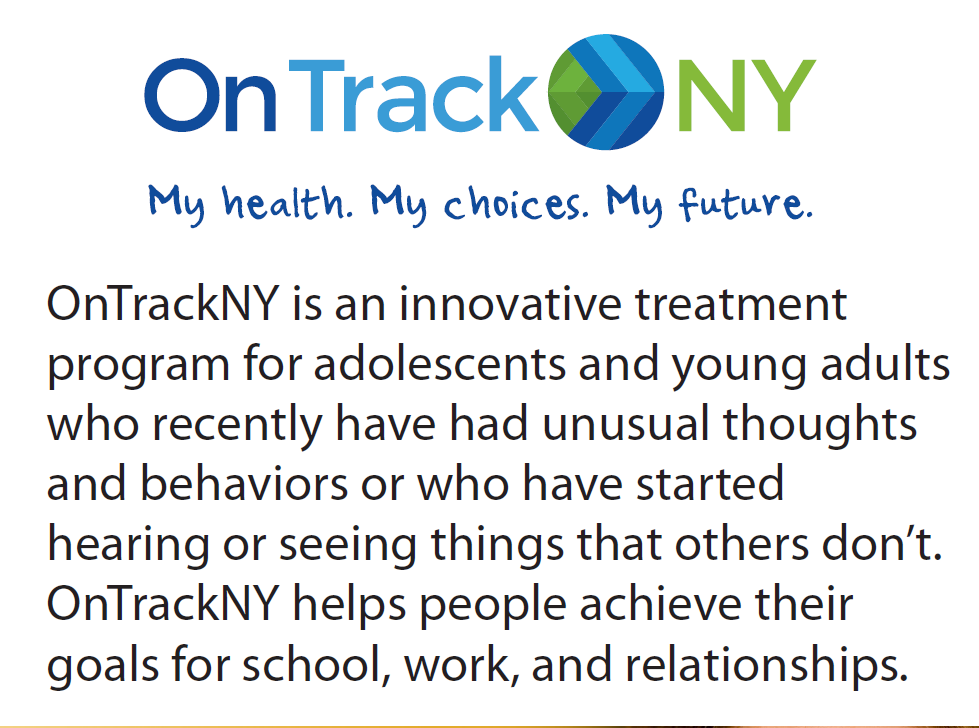 OnTrackNY
My health. My choices. My future.
OnTrackNY is an innovative treatment
program for adolescents and young adults
who recently have had unusual thoughts
and behaviors or who have started
hearing or seeing things that others don’t.
OnTrackNY helps people achieve their
goals for school, work, and relationships.